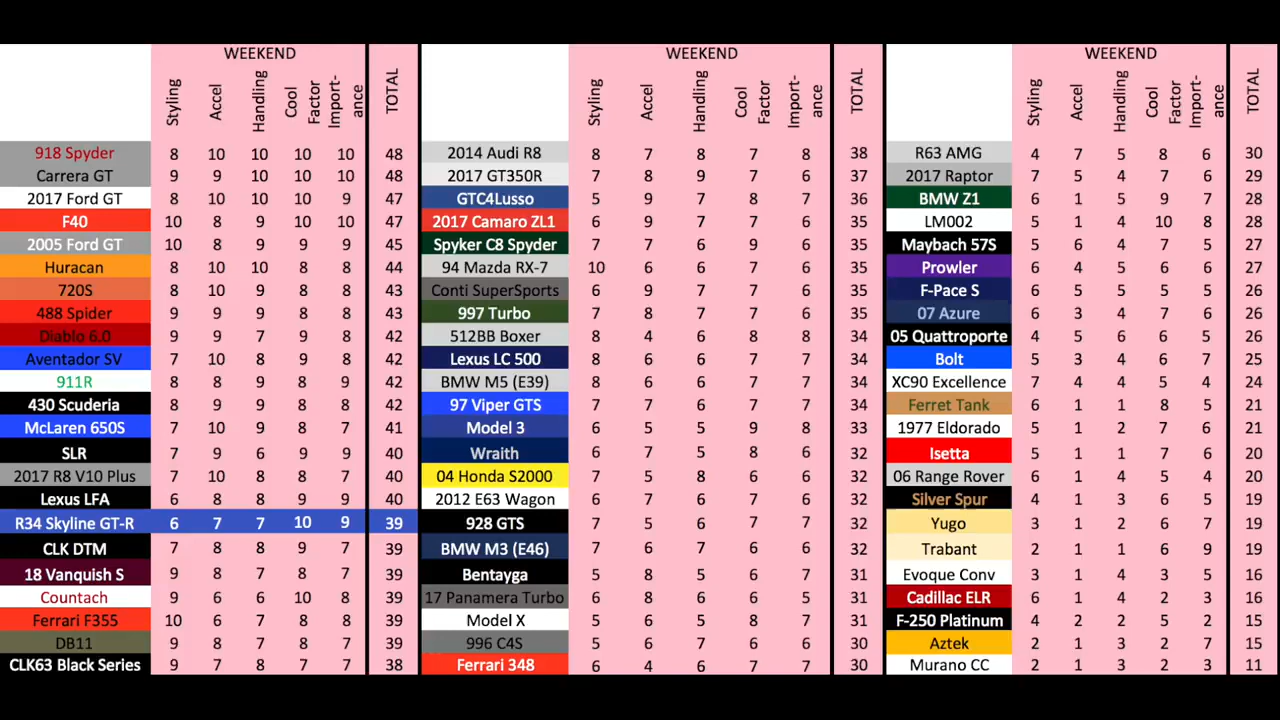 WEEKEND WEEKEND WEEKEND
Styling Accel Handling Cool Factor Import-ance TOTAL Styling Accel Handling Cool Factor Import-ance TOTAL Styling Accel Handling Cool Factor Import-ance TOTAL
918 Spyder 8 10 10 10 10 48 2014 Audi R8 8 7 8 7 8 38 R63 AMG 4 7 5 8 6 30
Carrera GT 9 9 10 10 10 48 2017 GT350R 7 8 9 7 6 37 2017 Raptor 7 5 4 7 6 29
2017 Ford GT 8 10 10 10 9 47 GTC4Lusso 5 9 7 8 7 36 BMW Z1 6 1 5 9 7 28
F40 10 8 9 10 10 47 2017 Camaro ZL1 6 9 7 7 6 35 LM002 5 1 4 10 8 28
2005 Ford GT 10 8 9 9 9 45 Spyker C8 Spyder 7 7 6 9 6 35 Maybach 57S 5 6 4 7 5 27
Huracan 8 10 10 8 8 44 94 Mazda RX-7 10 6 6 7 6 35 Prowler 6 4 5 6 6 27
720S 8 10 9 8 8 43 Conti SuperSports 6 9 7 7 6 35 F-Pace S 6 5 5 5 5 26
488 Spider 9 9 9 8 8 43 997 Turbo 7 8 7 7 6 35 07 Azure 6 3 4 7 6 26
Diablo 6.0 9 9 7 9 8 42 512BB Boxer 8 4 6 8 8 34 05 Quattroporte 4 5 6 6 5 26
Aventador SV 7 10 8 9 8 42 Lexus LC 500 8 6 6 7 7 34 Bolt 5 3 4 6 7 25
911R 8 8 9 8 9 42 BMW M5 (E39) 8 6 6 7 7 34 XC90 Excellence 7 4 4 5 4 24
430 Scuderia 8 9 9 8 8 42 97 Viper GTS 7 7 6 7 7 34 Ferret Tank 6 1 1 8 5 21
McLaren 650S 7 10 9 8 7 41 Model 3 6 5 5 9 8 33 1977 Eldorado 5 1 2 7 6 21
SLR 7 9 6 9 9 40 Wraith 6 7 5 8 6 32 Isetta 6 1 1 5 7 20
2017 R8 V10 Plus 7 10 8 8 7 40 04 Honda S2000 7 5 8 6 6 32 06 Range Rover 6 1 4 5 4 20
Lexus LFA 6 8 8 9 9 40 2012 E63 Wagon 6 7 6 7 6 32 Silver Spur 4 1 3 6 5 19
R34 Skyline GT-R 6 7 7 10 9 39 928 GTS 7 5 6 7 7 32 Yugo 3 1 2 6 7 19
CLK DTM 7 8 8 9 7 39 BMW M3 (E46) 7 6 7 6 6 32 Trabant 2 1 1 6 9 19
18 Vanquish S 9 8 7 8 7 39 Bentayga 5 8 5 6 7 31 Evoque Conv 3 1 4 3 5 16
Countach 9 6 6 10 8 39 17 Panamera Turbo 6 8 6 6 5 31 Cadillac ELR 6 1 4 2 3 16
Ferrari F355 10 6 7 8 8 39 Model X 5 6 5 8 7 31 F-250 Platinum 4 2 2 5 2 15
DB11 9 8 7 8 7 39 996 C4S 5 6 7 6 6 30 Aztek 2 1 3 2 7 15
CLK63 Black Series 9 7 8 7 7 38 Ferrari 348 6 4 6 7 7 30 Murano CC 2 1 3 2 3 11